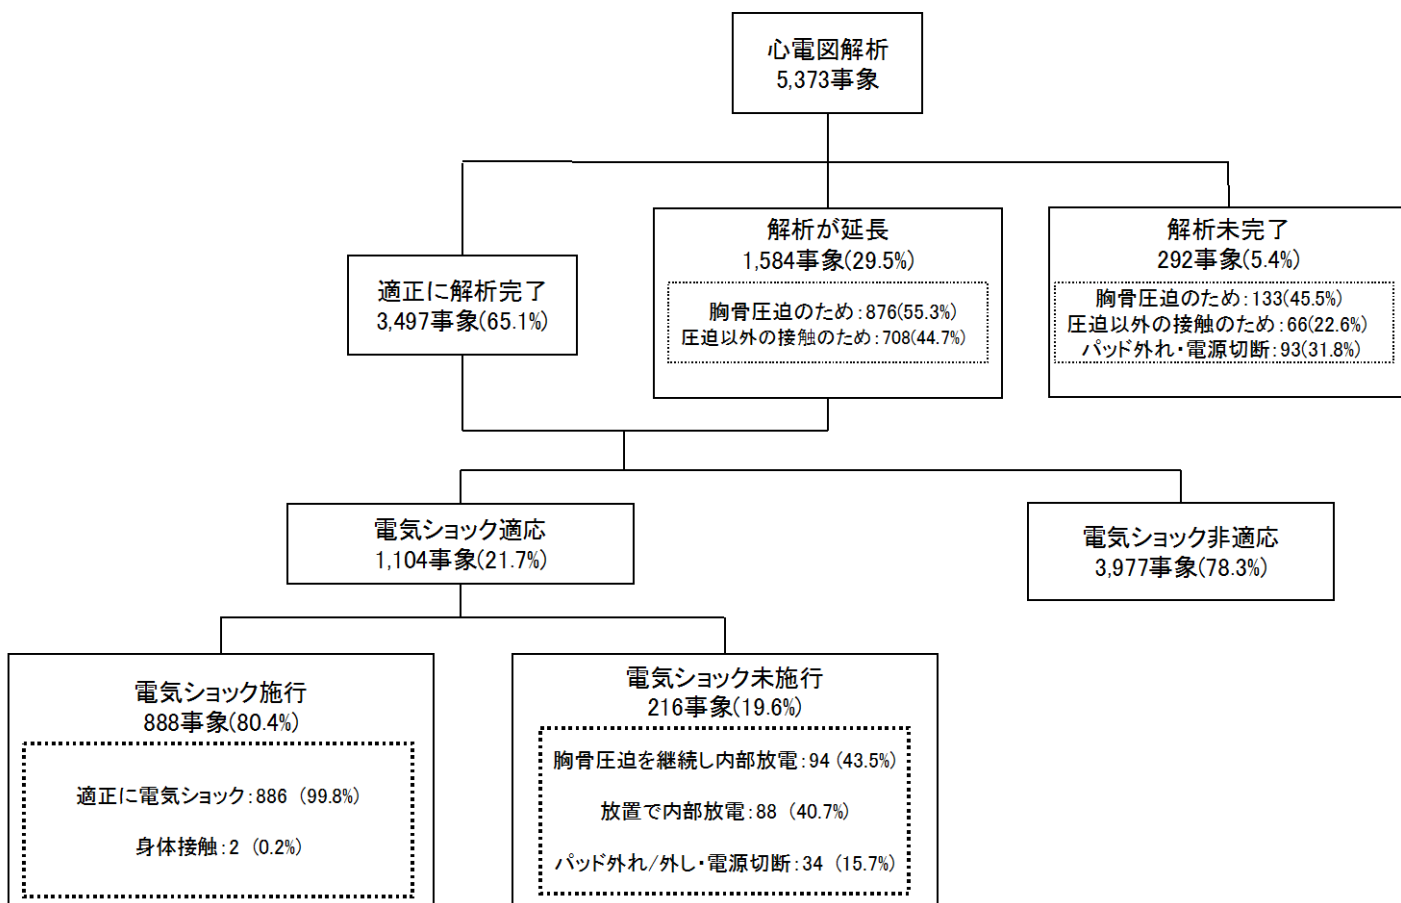 心電図解析
5,373事象
適正に解析完了
3,497事象(65.1%)
解析が延長
1,584事象(29.5%)
胸骨圧迫のため:876(55.3%)
圧迫以外の接触のため:708(44.7%)
解析未完了
292事象(5.4%)
胸骨圧迫のため:133(45.5%)
圧迫以外の接触のため:66(22.6%)
パッド外れ・電源切断:93(31.8%)
電気ショック適応
1,104事象(21.7%)
電気ショック非適応
3,977事象(78.3%)
電気ショック施行
888事象(80.4%)
適正に電気ショック:886 (99.8%)
身体接触:2 (0.2%)
電気ショック未施行
216事象(19.6%)
胸骨圧迫を継続し内部放電:94 (43.5%)
放置で内部放電:88 (40.7%)
パッド外れ/外し・電源切断:34 (15.7%)